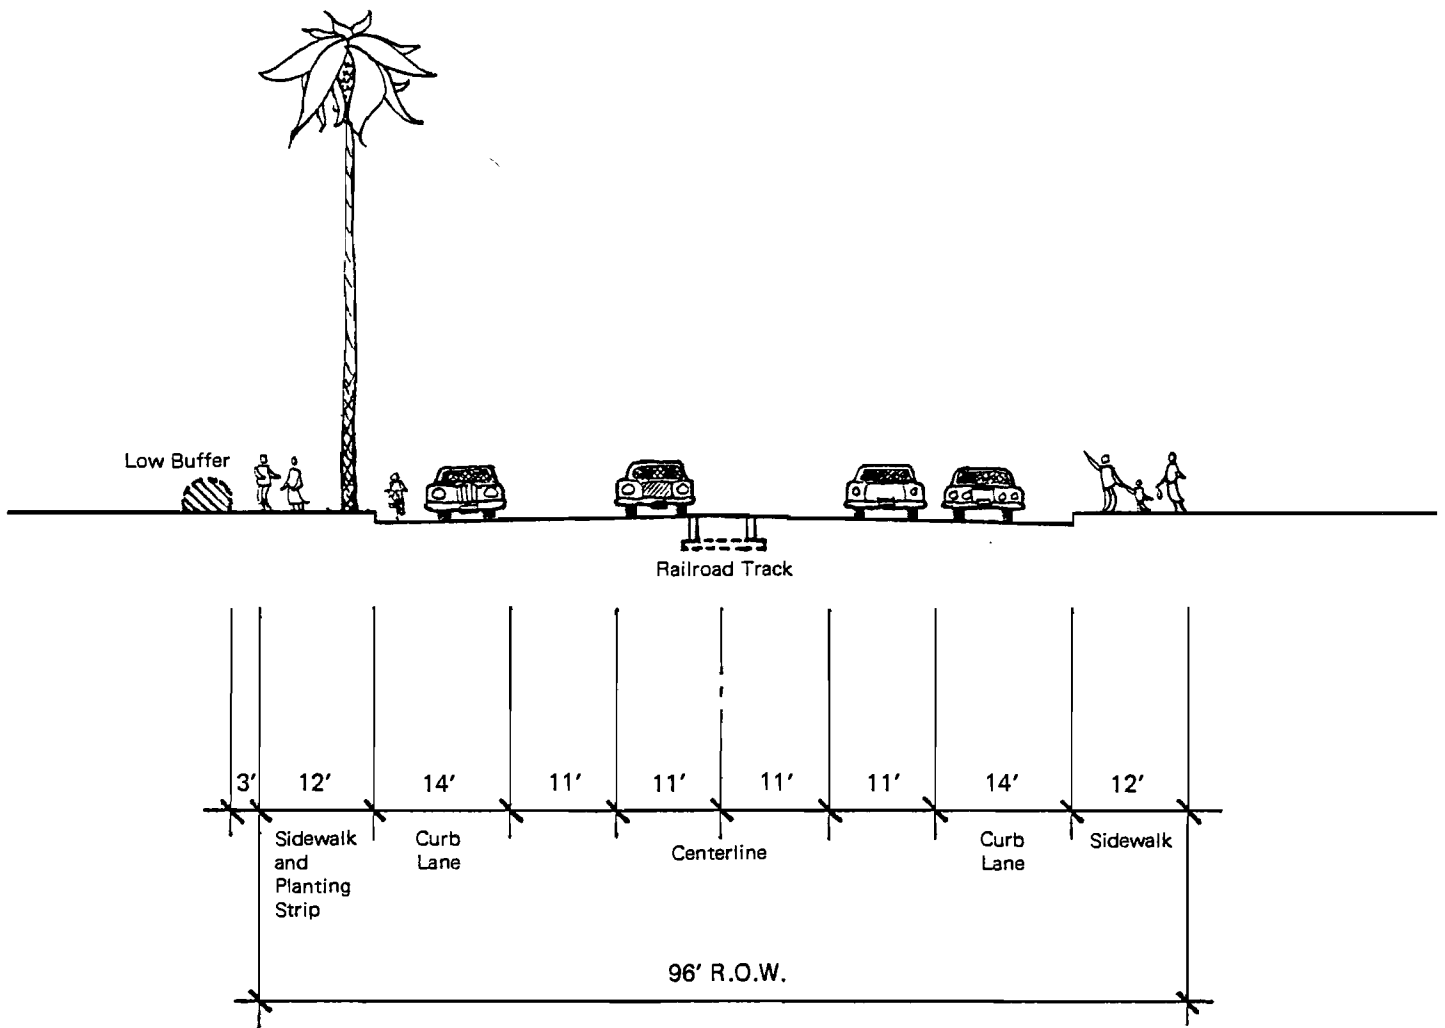 Low Buffer
Railroad Track
3' 12' 14' 11' 11' 11' 11' 14' 12'
Sidewalk
and
Planting
Strip
Curb
Lane
Centerline
Curb
Lane
Sidewalk
96' R.O.W.